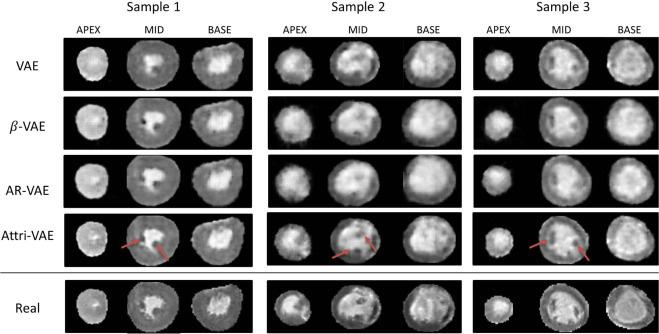 Sample 1 Sample 2 Sample 3
APEX MID BASE APEX MID BASE APEX MID BASE
VAE
β-VAE
AR-VAE
Attri-VAE
Real